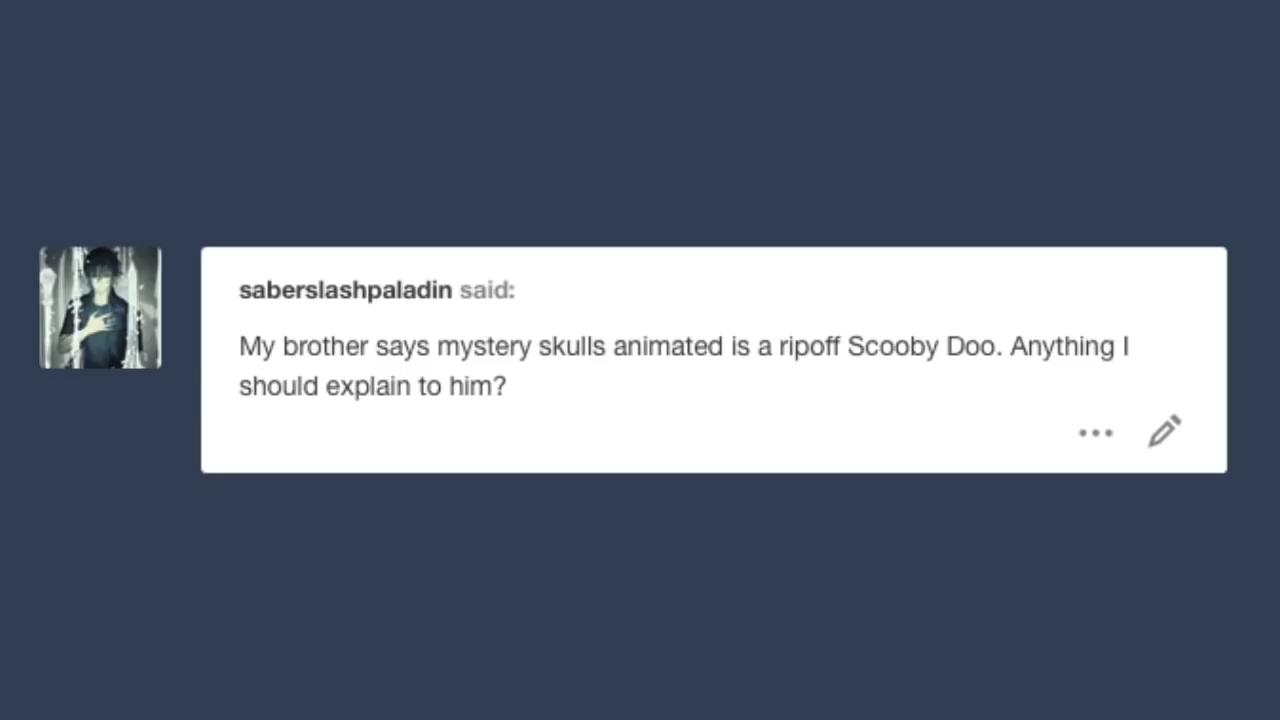 saberslashpaladin said:
My brother says mystery skulls animated is a ripoff Scooby Doo. Anything I
should explain to him?